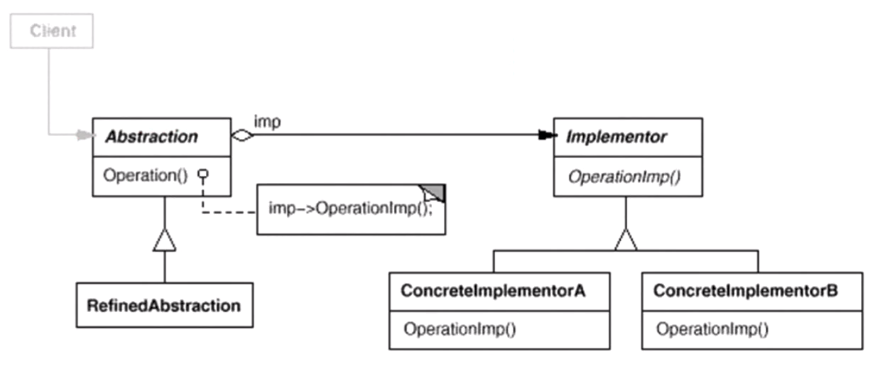 Client
imp
Abstraction
Implementor
Operation()
OperationImp()
imp->OperationImp();
RefinedAbstraction
ConcreteImplementorA
ConcreteImplementorB
OperationImp()
OperationImp()